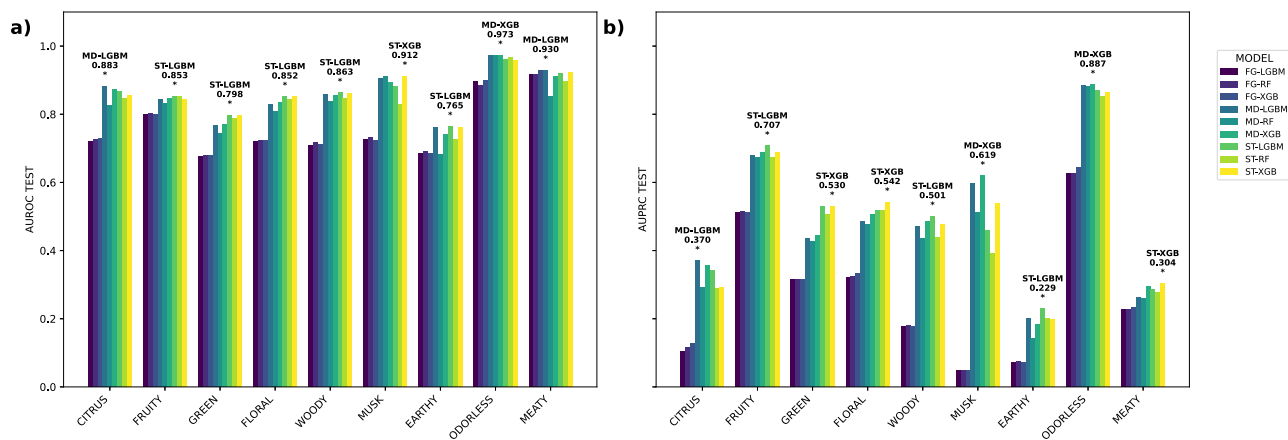 a)
AUROC TEST
1.0
0.8
0.6
0.4
0.2
0.0
MD-LGBM
0.883
*
ST-LGBM
0.853
*
ST-LGBM
0.798
*
ST-LGBM
0.852
*
ST-LGBM
0.863
*
ST-XGB
0.912
*
ST-LGBM
0.765
*
MD-XGB
0.973
*
MD-LGBM
0.930
*
CITRUS
FRUITY
GREEN
FLORAL
WOODY
MUSK
EARTHY
ODORLESS
MEATY
b)
AUPRC TEST
MD-LGBM
0.370
*
ST-LGBM
0.707
*
ST-XGB
0.530
*
ST-XGB
0.542
*
ST-LGBM
0.501
*
MD-XGB
0.619
*
ST-LGBM
0.229
*
MD-XGB
0.887
*
ST-XGB
0.304
*
CITRUS
FRUITY
GREEN
FLORAL
WOODY
MUSK
EARTHY
ODORLESS
MEATY
MODEL
FG-LGBM
FG-RF
FG-XGB
MD-LGBM
MD-RF
MD-XGB
ST-LGBM
ST-RF
ST-XGB